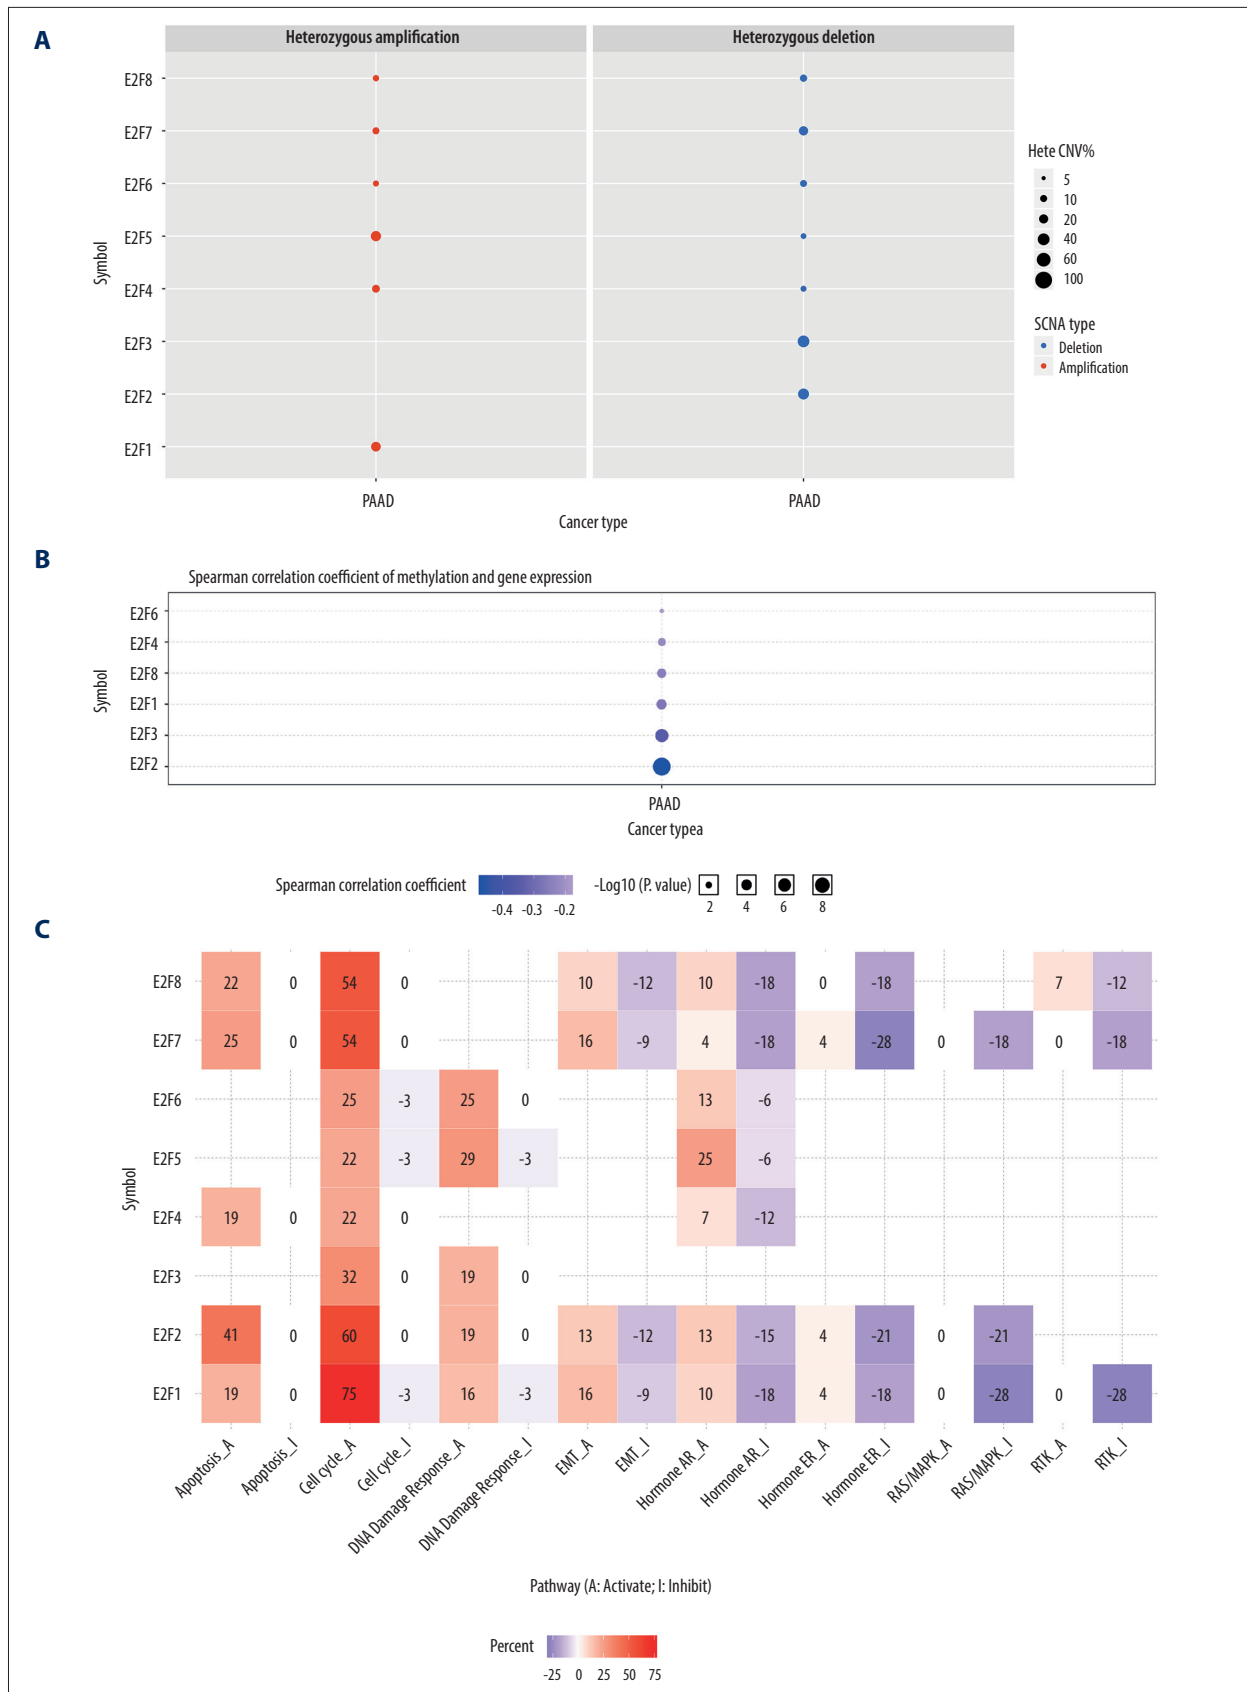 A
Heterozygous amplification
Heterozygous deletion
E2F8
E2F7
E2F6
E2F5
E2F4
E2F3
E2F2
E2F1
Symbol
PAAD
PAAD
Cancer type
Hete CNV%
5
10
20
40
60
100
SCNA type
Deletion
Amplification
B
Spearman correlation coefficient of methylation and gene expression
E2F6
E2F4
E2F8
E2F1
E2F3
E2F2
Symbol
PAAD
Cancer typea
Spearman correlation coefficient
-0.4 -0.3 -0.2
-Log10 (P. value)
2 4 6 8
C
Symbol
E2F8 22 0 54 0 10 -12 10 -18 0 -18 7 -12
E2F7 25 0 54 0 16 -9 4 -18 4 -28 0 -18 0 -18
E2F6 25 -3 25 0 13 -6
E2F5 22 -3 29 -3 25 -6
E2F4 19 0 22 0 7 -12
E2F3 32 0 19 0
E2F2 41 0 60 0 19 0 13 -12 13 -15 4 -21 0 -21
E2F1 19 0 75 -3 16 -3 16 -9 10 -18 4 -18 0 -28 0 -28
Apoptosis_A
Apoptosis_I
Cell cycle_A
Cell cycle_I
DNA Damage Response_A
DNA Damage Response_I
EMT_A
EMT_I
Hormone AR_A
Hormone AR_I
Hormone ER_A
Hormone ER_I
RAS/MAPK_A
RAS/MAPK_I
RTK_A
RTK_I
Pathway (A: Activate; I: Inhibit)
Percent
-25 0 25 50 75